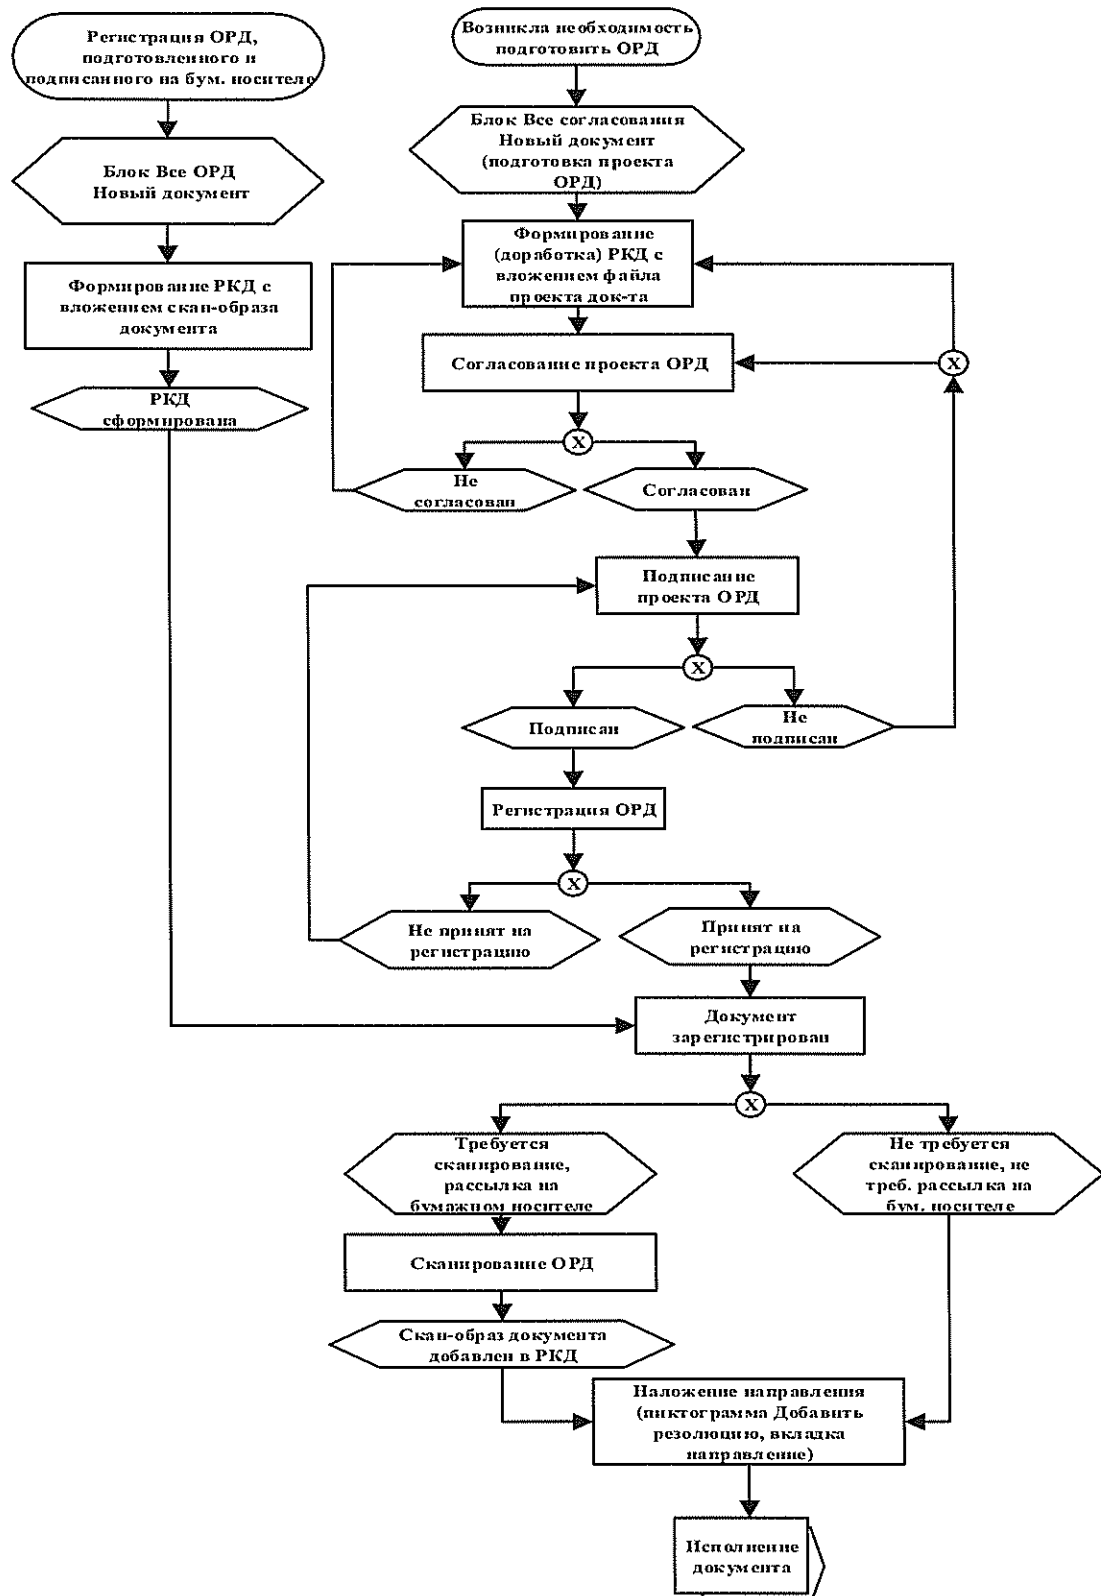 Регистрация ОРД,
подготовленного и
подписанного на бум. носителе
Возникла необходимость
подготовить ОРД
Блок Все ОРД
Новый документ
Блок Все согласования
Новый документ
(подготовка проекта
ОРД)
Формирование РКД с
вложением скан-образа
документа
Формирование
(доработка) РКД с
вложением файла
проекта док-та
РКД
сформирована
Согласование проекта ОРД
X
X
Не
согласован
Согласован
Подписание
проекта ОРД
X
Подписан
Не
подписан
Регистрация ОРД
X
Не принят на
регистрацию
Принят на
регистрацию
Документ
зарегистрирован
X
Требуется
сканирование,
рассылка на
бумажном носителе
Не требуется
сканирование, не
треб. рассылка на
бум. носителе
Сканирование ОРД
Скан-образ документа
добавлен в РКД
Наложение направления
(пиктограмма Добавить
резолюцию, вкладка
направление)
Исполнение
документа